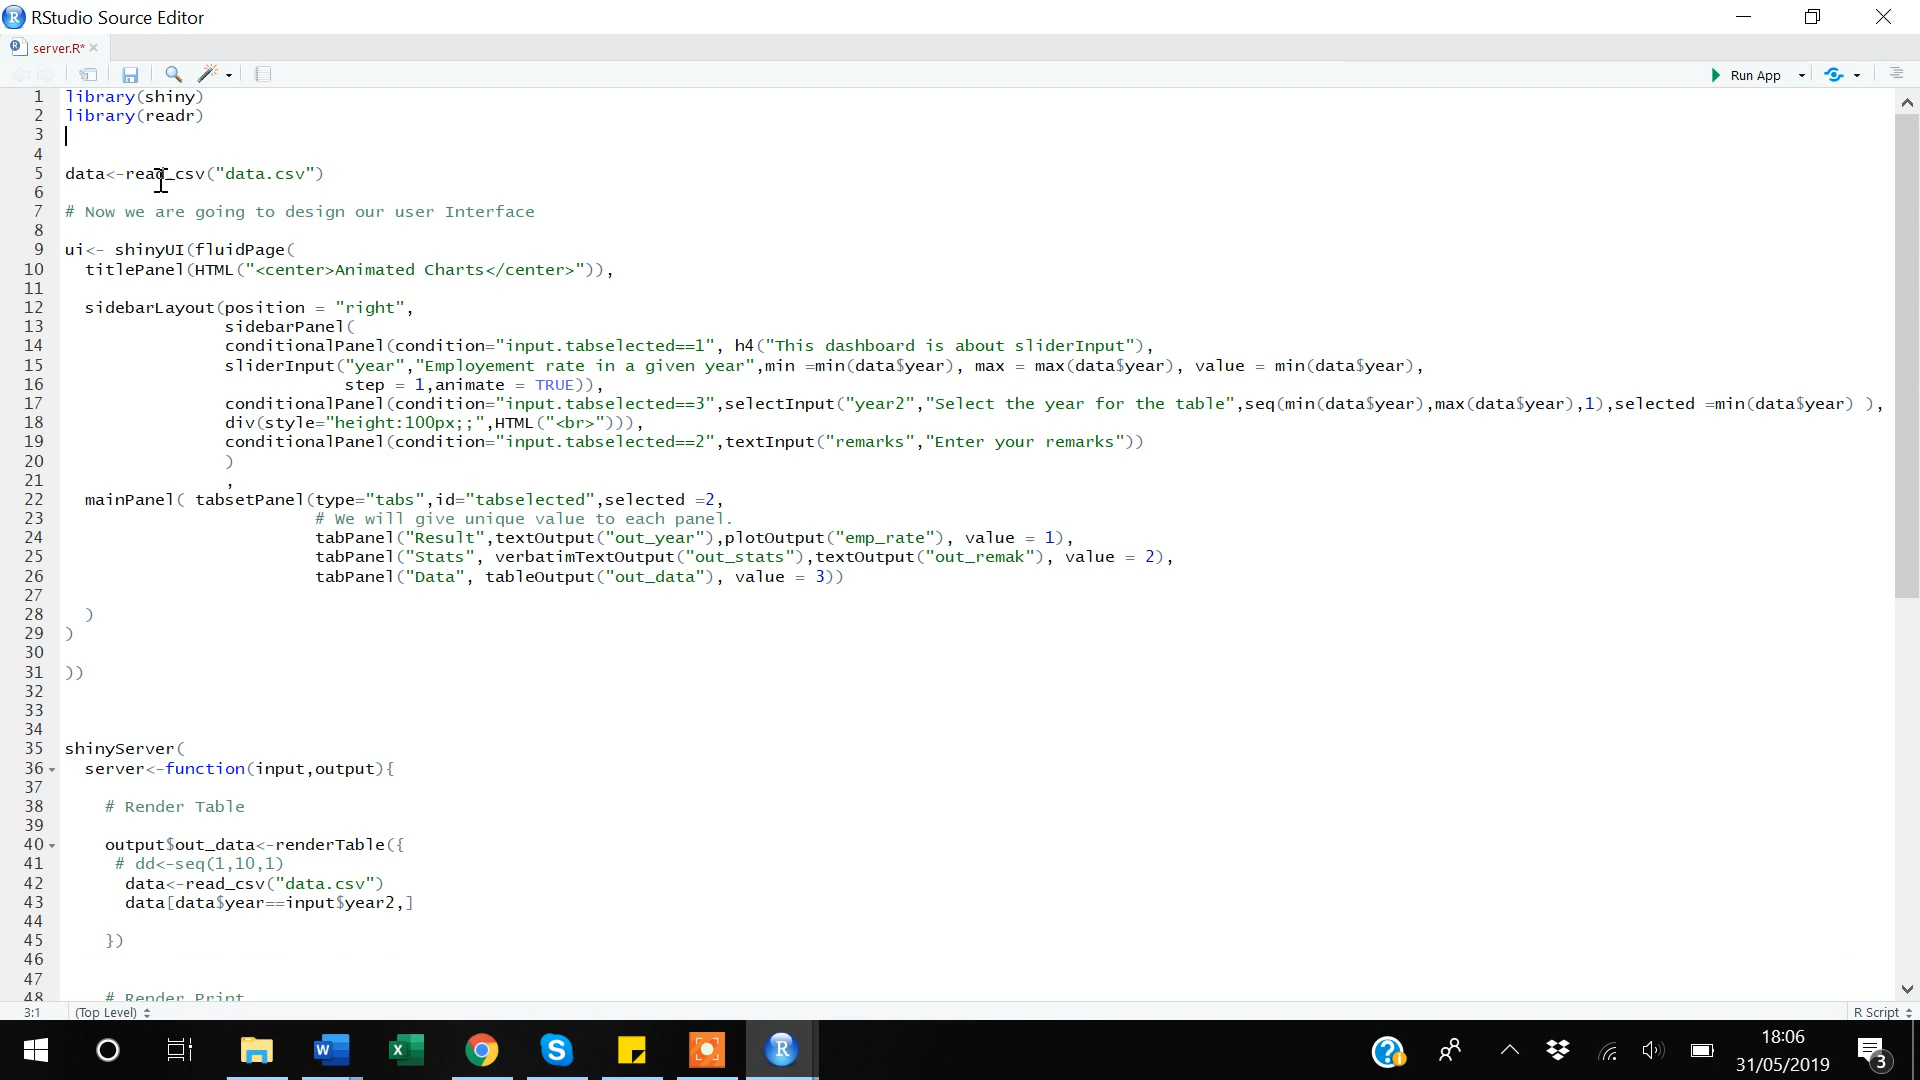 RStudio Source Editor
server.R*
Run App
1 library(shiny)
2 library(readr)
3
4
5 data<-read_csv("data.csv")
6
7 # Now we are going to design our user Interface
8
9 ui<- shinyUI(fluidPage(
10 titlePanel(HTML("<center>Animated Charts</center>")),
11
12 sidebarLayout(position = "right",
13 sidebarPanel(
14 conditionalPanel(condition="input.tabselected==1", h4("This dashboard is about sliderInput"),
15 sliderInput("year","Employement rate in a given year",min =min(data$year), max = max(data$year), value = min(data$year),
16 step = 1,animate = TRUE)),
17 conditionalPanel(condition="input.tabselected==3",selectInput("year2","Select the year for the table",seq(min(data$year),max(data$year),1),selected =min(data$year) ),
18 div(style="height:100px;;",HTML("<br>"))),
19 conditionalPanel(condition="input.tabselected==2",textInput("remarks","Enter your remarks"))
20 )
21 ,
22 mainPanel( tabsetPanel(type="tabs",id="tabselected",selected =2,
23 # We will give unique value to each panel.
24 tabPanel("Result",textOutput("out_year"),plotOutput("emp_rate"), value = 1),
25 tabPanel("Stats", verbatimTextOutput("out_stats"),textOutput("out_remak"), value = 2),
26 tabPanel("Data", tableOutput("out_data"), value = 3))
27
28 )
29 )
30
31 ))
32
33
34
35 shinyServer(
36 server<-function(input,output){
37
38 # Render Table
39
40 output$out_data<-renderTable({
41 # dd<-seq(1,10,1)
42 data<-read_csv("data.csv")
43 data[data$year==input$year2,]
44
45 })
46
47
48 # Render Print
3:1 (Top Level) R Script
18:06
31/05/2019
3